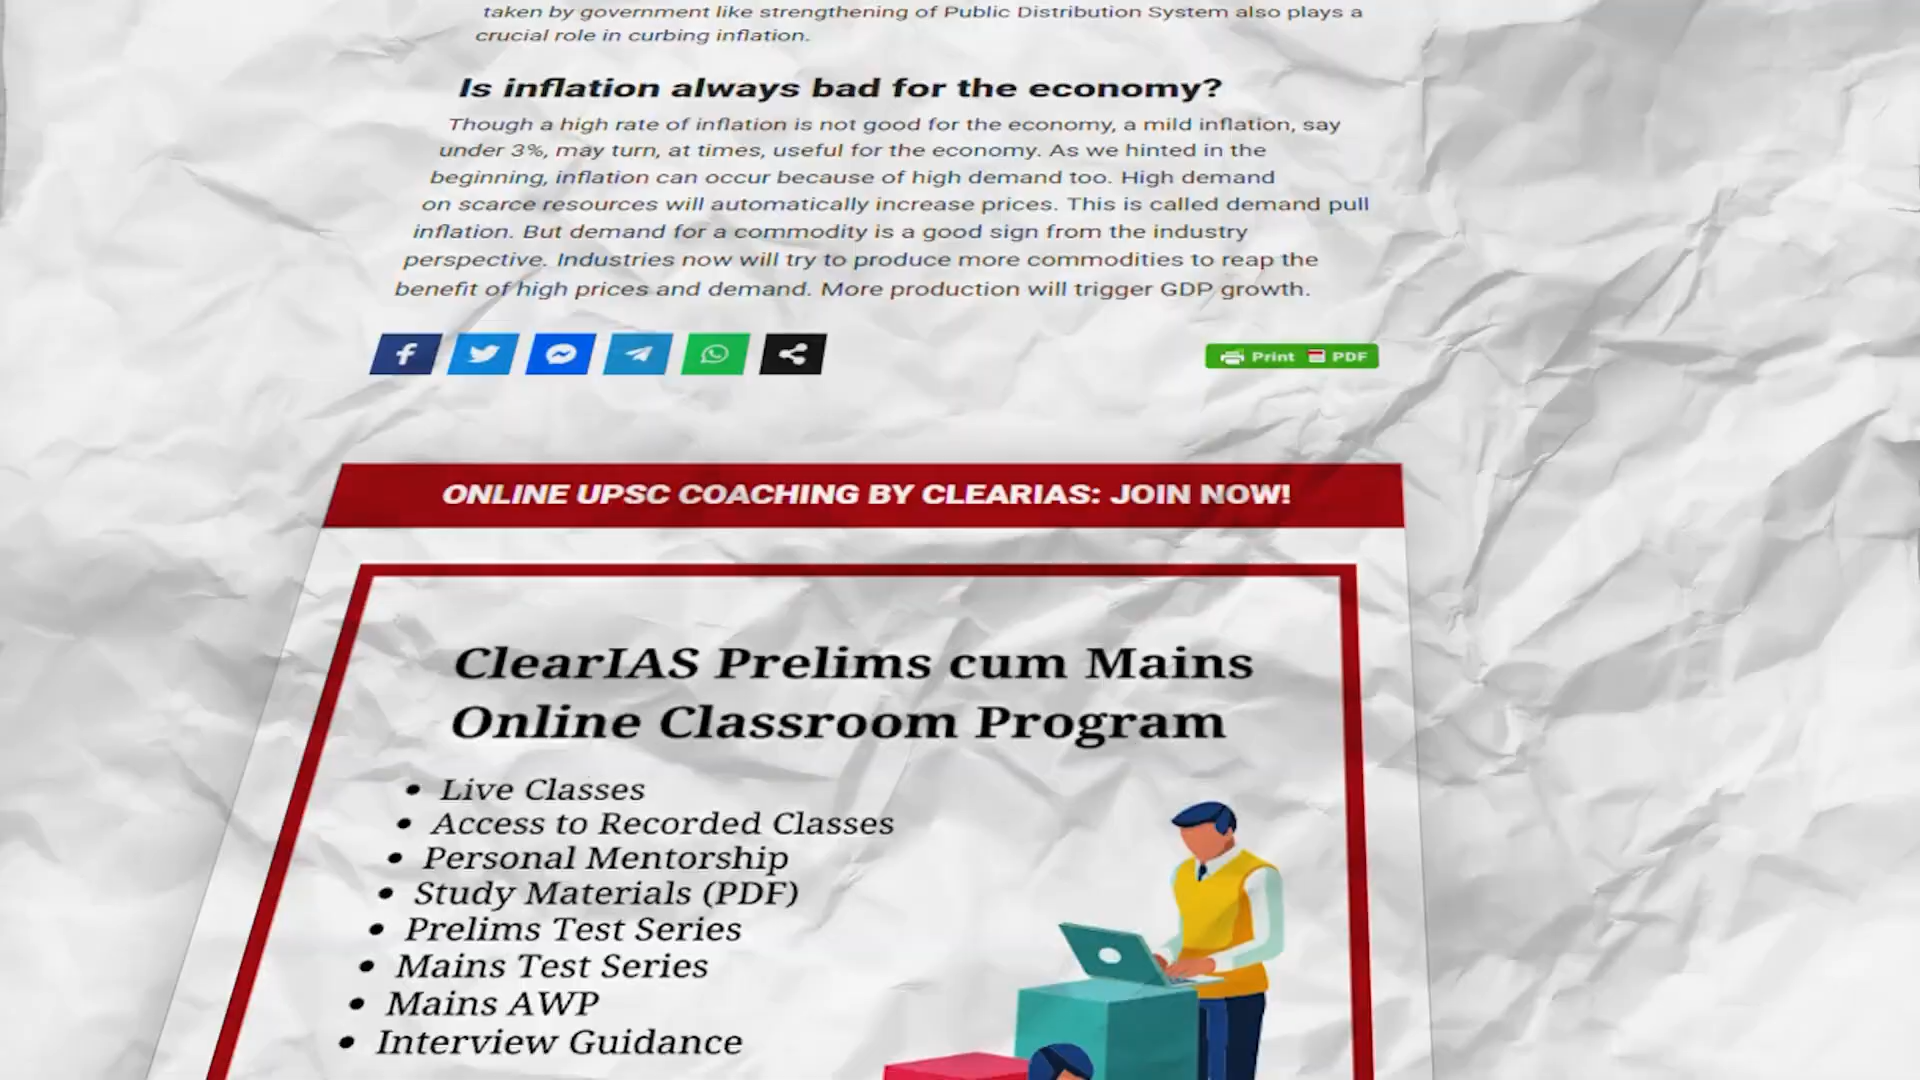 taken by government like strengthening of Public Distribution System also plays a
crucial role in curbing inflation.
Is inflation always bad for the economy?
Though a high rate of inflation is not good for the economy, a mild inflation, say
under 3%, may turn, at times, useful for the economy. As we hinted in the
beginning, inflation can occur because of high demand too. High demand
on scarce resources will automatically increase prices. This is called demand pull
inflation. But demand for a commodity is a good sign from the industry
perspective. Industries now will try to produce more commodities to reap the
benefit of high prices and demand. More production will trigger GDP growth.
Print PDF
ONLINE UPSC COACHING BY CLEARIAS: JOIN NOW!
ClearIAS Prelims cum Mains
Online Classroom Program
• Live Classes
• Access to Recorded Classes
• Personal Mentorship
• Study Materials (PDF)
• Prelims Test Series
• Mains Test Series
• Mains AWP
• Interview Guidance